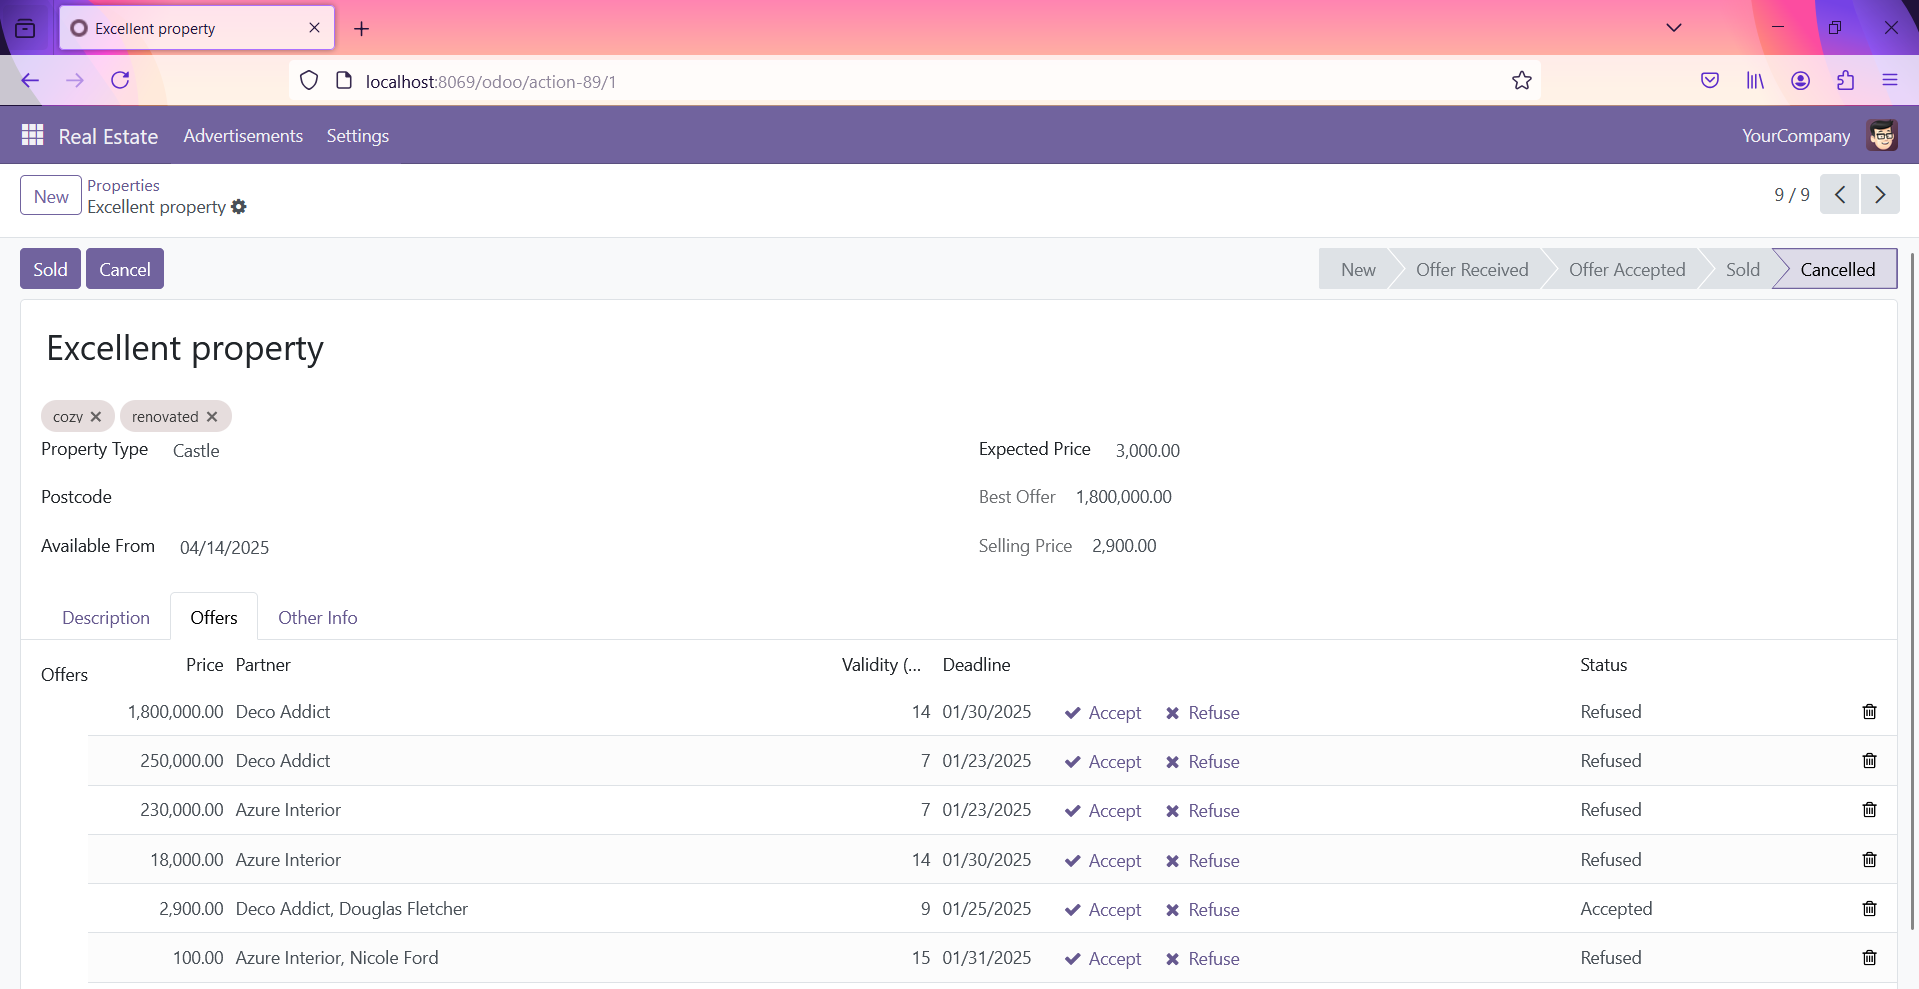 Excellent property
localhost:8069/odoo/action-89/1
Real Estate Advertisements Settings YourCompany
New Properties
Excellent property 9 / 9
Sold Cancel New Offer Received Offer Accepted Sold Cancelled
Excellent property
cozy renovated
Property Type Castle Expected Price 3,000.00
Postcode Best Offer 1,800,000.00
Available From 04/14/2025 Selling Price 2,900.00
Description Offers Other Info
Offers Price Partner Validity (... Deadline Status
1,800,000.00 Deco Addict 14 01/30/2025 Accept Refuse Refused
250,000.00 Deco Addict 7 01/23/2025 Accept Refuse Refused
230,000.00 Azure Interior 7 01/23/2025 Accept Refuse Refused
18,000.00 Azure Interior 14 01/30/2025 Accept Refuse Refused
2,900.00 Deco Addict, Douglas Fletcher 9 01/25/2025 Accept Refuse Accepted
100.00 Azure Interior, Nicole Ford 15 01/31/2025 Accept Refuse Refused